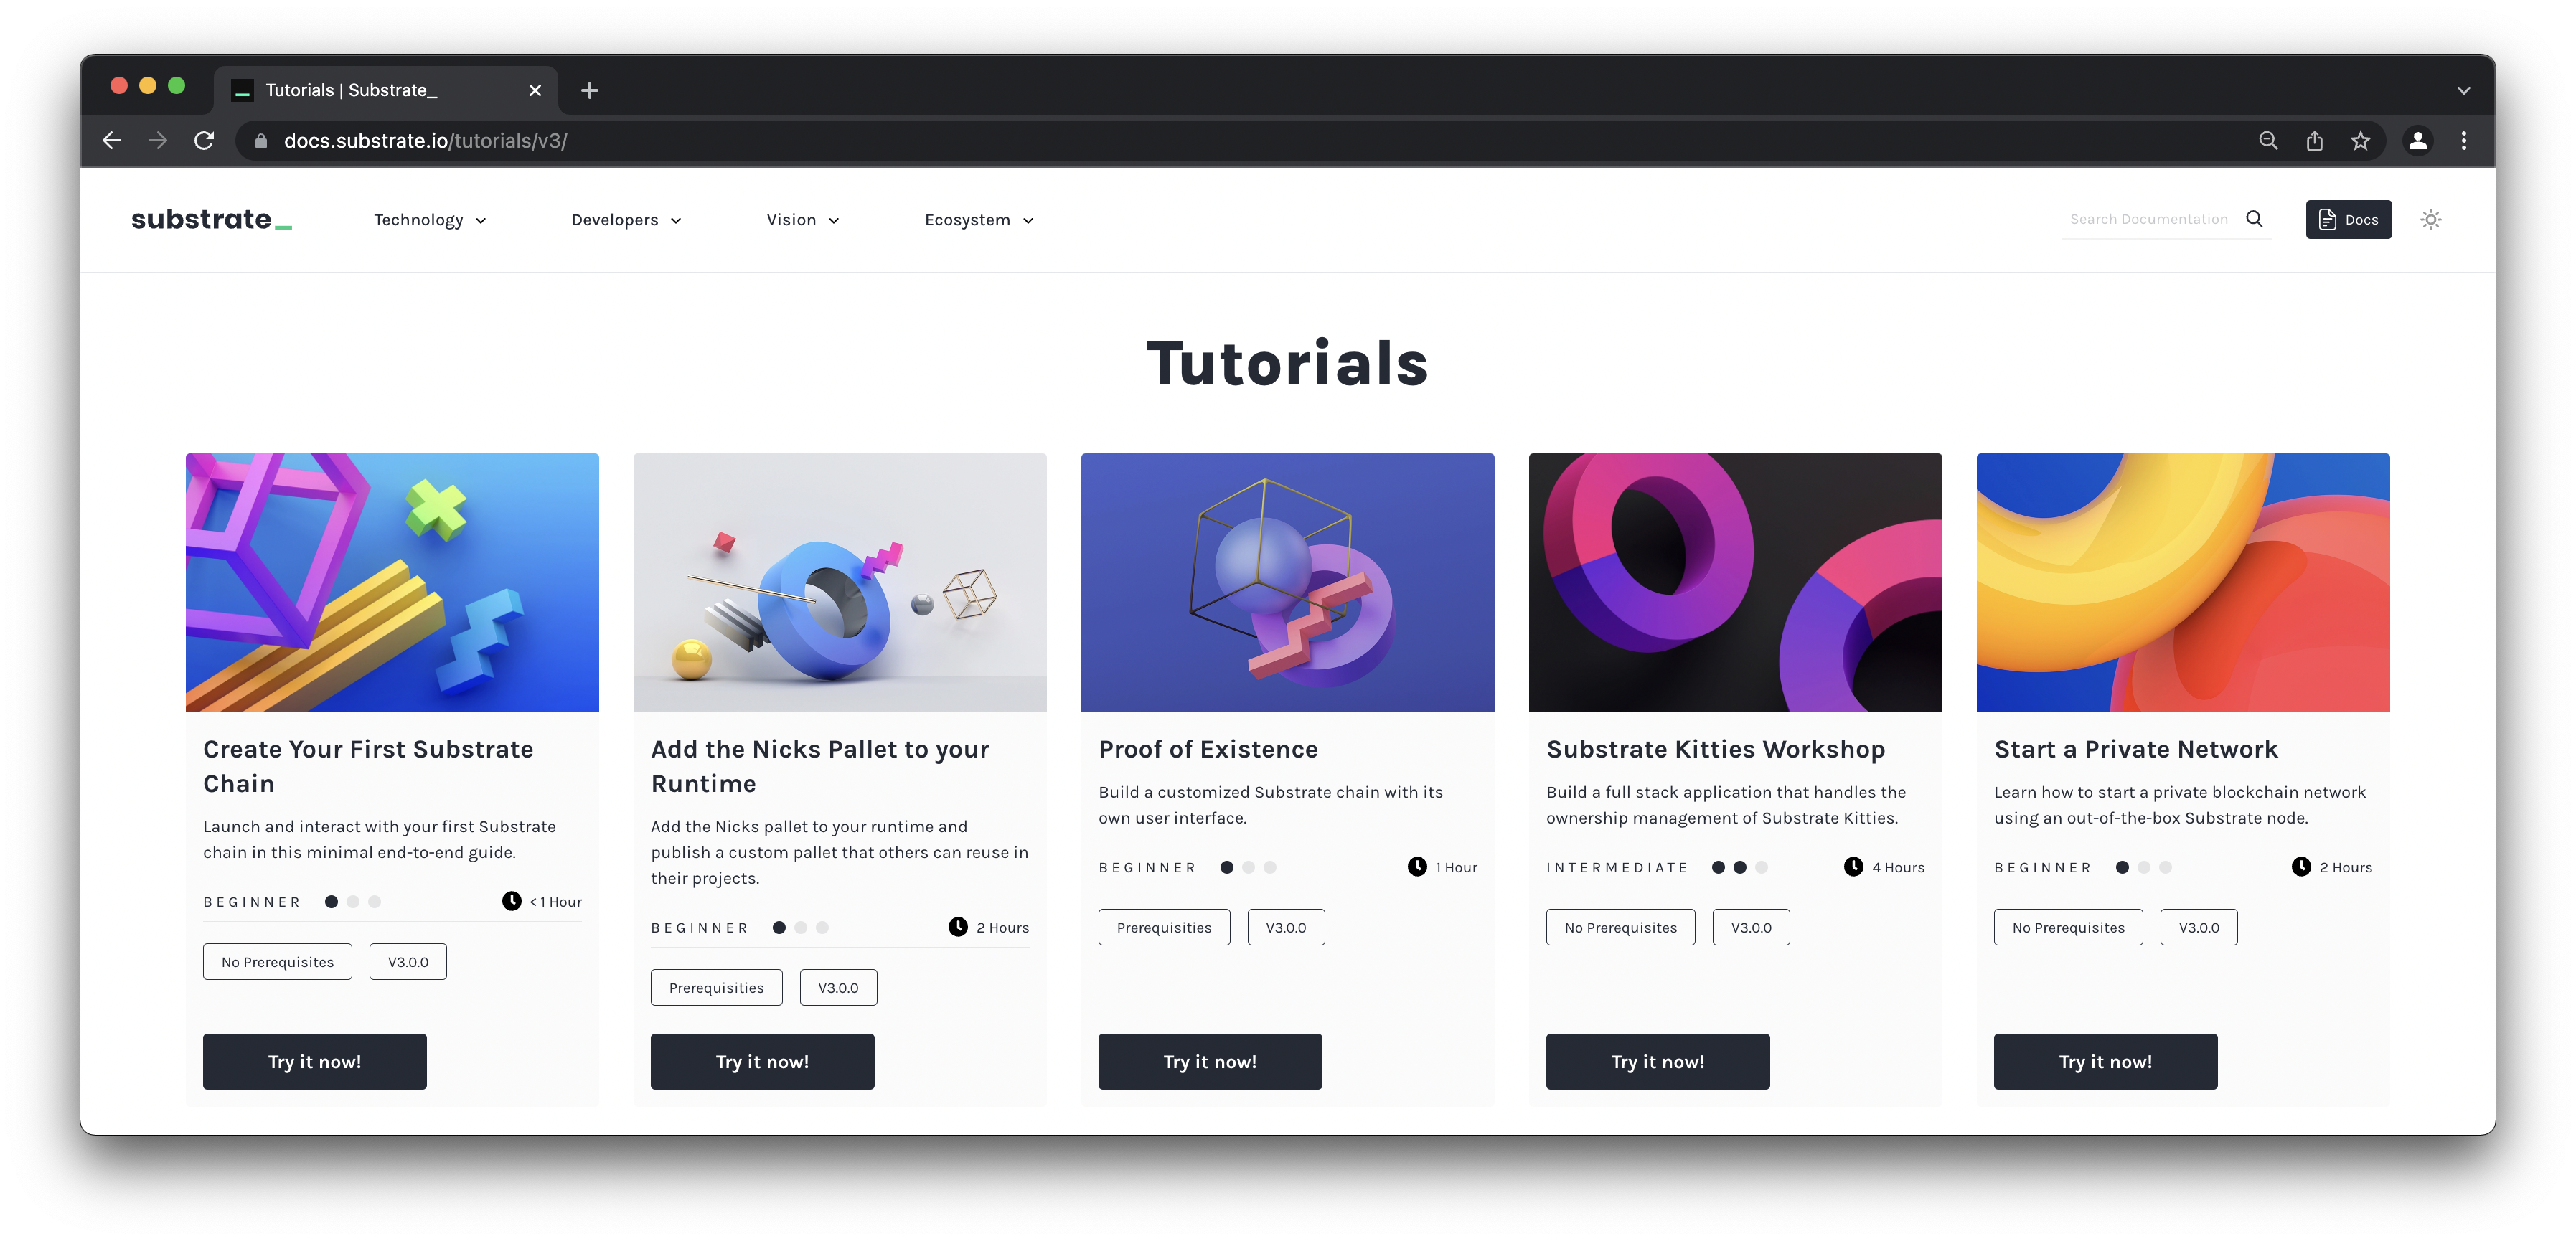 Tutorials | Substrate_
docs.substrate.io/tutorials/v3/
substrate_
Technology
Developers
Vision
Ecosystem
Search Documentation
Docs
Tutorials
Create Your First Substrate
Chain
Launch and interact with your first Substrate
chain in this minimal end-to-end guide.
BEGINNER
< 1 Hour
No Prerequisites
V3.0.0
Try it now!
Add the Nicks Pallet to your
Runtime
Add the Nicks pallet to your runtime and
publish a custom pallet that others can reuse in
their projects.
BEGINNER
2 Hours
Prerequisities
V3.0.0
Try it now!
Proof of Existence
Build a customized Substrate chain with its
own user interface.
BEGINNER
1 Hour
Prerequisities
V3.0.0
Try it now!
Substrate Kitties Workshop
Build a full stack application that handles the
ownership management of Substrate Kitties.
INTERMEDIATE
4 Hours
No Prerequisites
V3.0.0
Try it now!
Start a Private Network
Learn how to start a private blockchain network
using an out-of-the-box Substrate node.
BEGINNER
2 Hours
No Prerequisites
V3.0.0
Try it now!